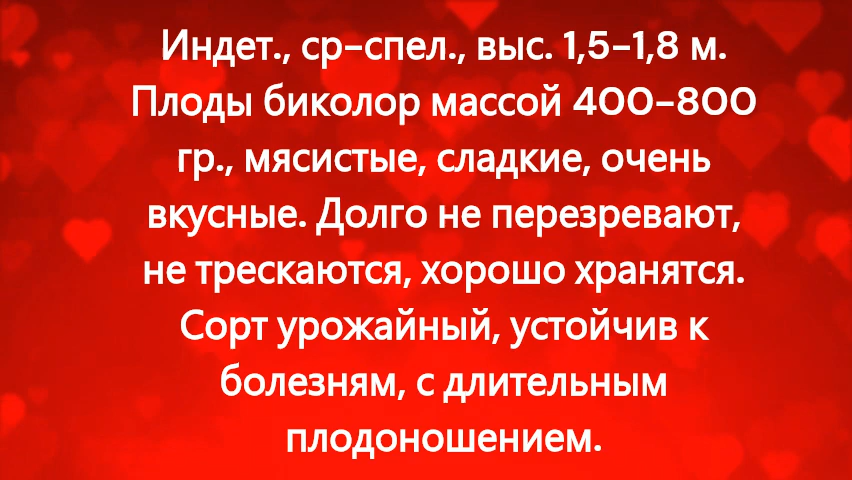 Индет., ср-спел., выс. 1,5-1,8 м.
Плоды биколор массой 400-800
гр., мясистые, сладкие, очень
вкусные. Долго не перезревают,
не трескаются, хорошо хранятся.
Сорт урожайный, устойчив к
болезням, с длительным
плодоношением.